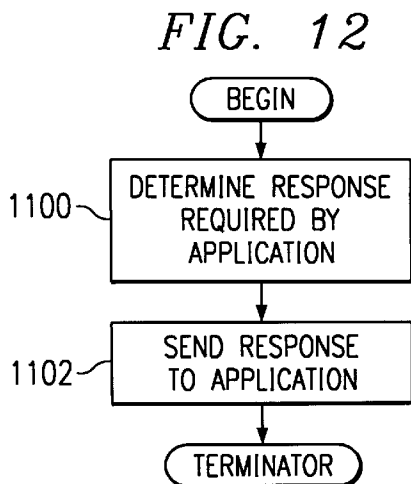 FIG. 12
BEGIN
1100
DETERMINE RESPONSE
REQUIRED BY
APPLICATION
1102
SEND RESPONSE
TO APPLICATION
TERMINATOR